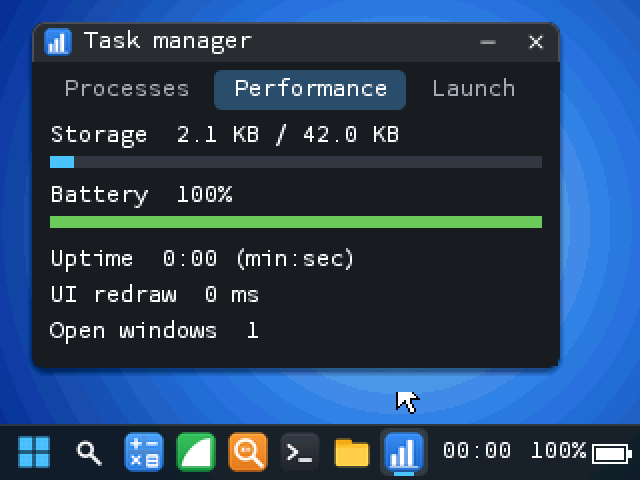 Task manager
Processes Performance Launch
Storage 2.1 KB / 42.0 KB
Battery 100%
Uptime 0:00 (min:sec)
UI redraw 0 ms
Open windows 1
00:00 100%